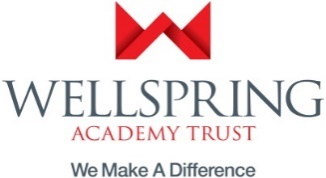 WELLSPRING
ACADEMY TRUST
We Make A Difference